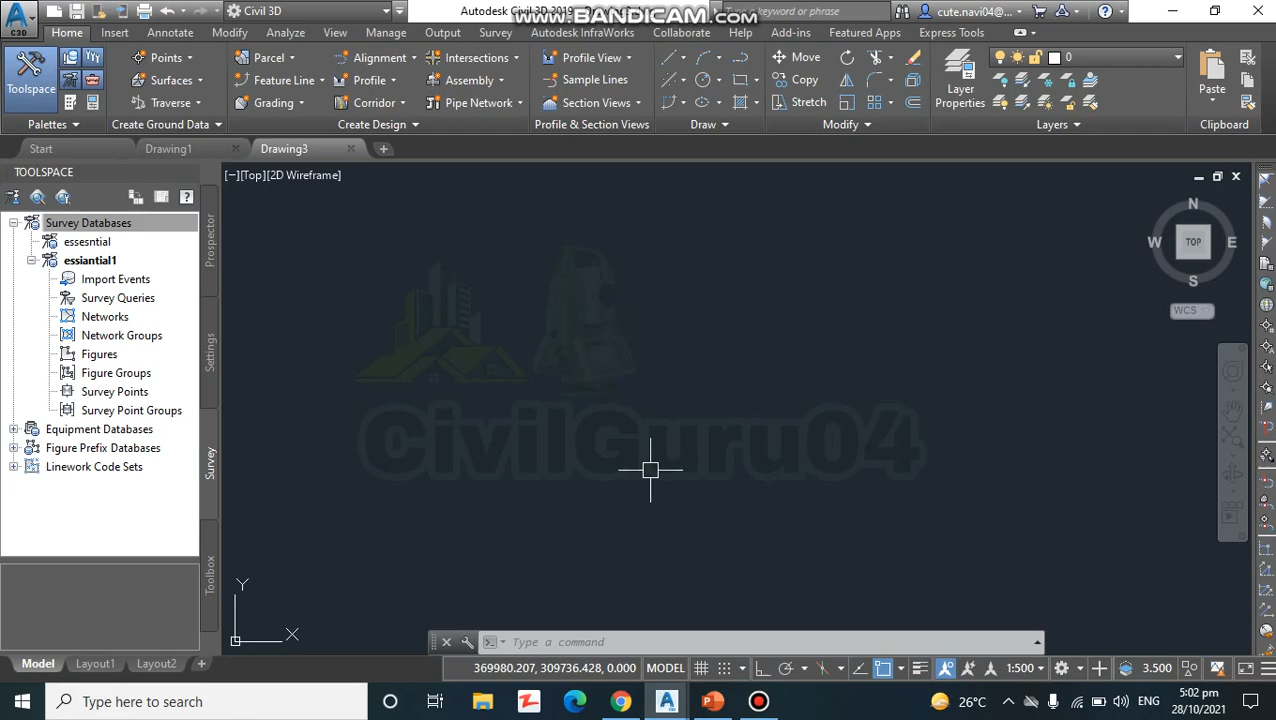 Civil 3D
Autodesk Civil 3D 2019
www.BANDICAM.com
Type a keyword or phrase
cute.navi04@...
C3D
Home Insert Annotate Modify Analyze View Manage Output Survey Autodesk InfraWorks Collaborate Help Add-ins Featured Apps Express Tools
Toolspace
Points
Surfaces
Traverse
Parcel
Feature Line
Grading
Alignment
Profile
Corridor
Intersections
Assembly
Pipe Network
Profile View
Sample Lines
Section Views
Move
Copy
Stretch
Layer
Properties
0
Paste
Palettes Create Ground Data Create Design Profile & Section Views Draw Modify Layers Clipboard
Start Drawing1 Drawing3
TOOLSPACE
Survey Databases
essesntial
essiantial1
Import Events
Survey Queries
Networks
Network Groups
Figures
Figure Groups
Survey Points
Survey Point Groups
Equipment Databases
Figure Prefix Databases
Linework Code Sets
Prospector
Settings
Survey
Toolbox
[−][Top][2D Wireframe]
N
W TOP E
S
WCS
CivilGuru04
Y
X
Type a command
Model Layout1 Layout2
369980.207, 309736.428, 0.000 MODEL 1:500 3.500
Type here to search
26°C ENG
5:02 pm
28/10/2021